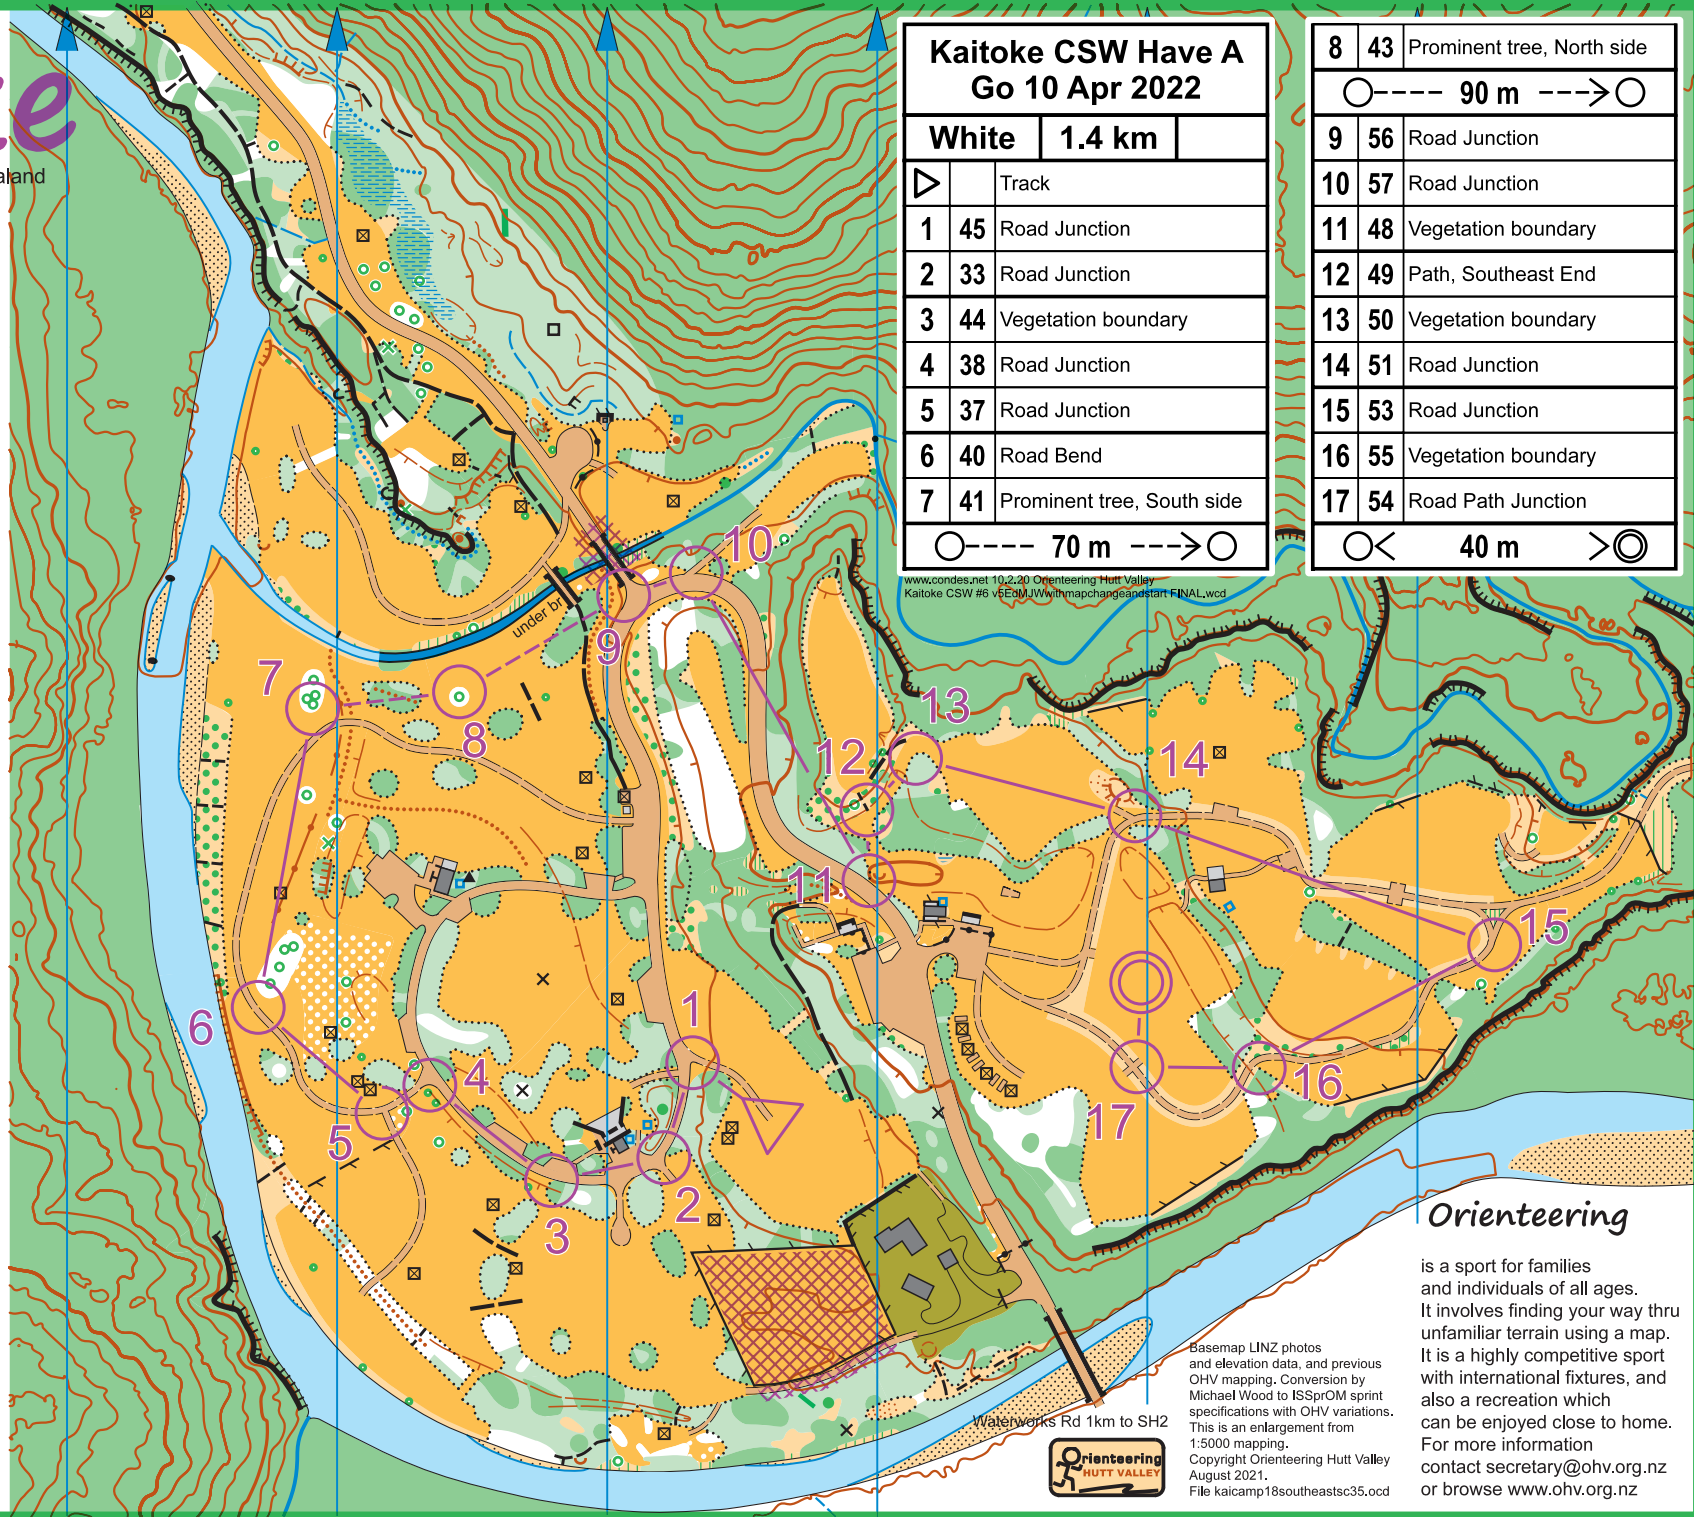 aland
Kaitoke CSW Have A
Go 10 Apr 2022
White 1.4 km
Track
1 45 Road Junction
2 33 Road Junction
3 44 Vegetation boundary
4 38 Road Junction
5 37 Road Junction
6 40 Road Bend
7 41 Prominent tree, South side
70 m
8 43 Prominent tree, North side
90 m
9 56 Road Junction
10 57 Road Junction
11 48 Vegetation boundary
12 49 Path, Southeast End
13 50 Vegetation boundary
14 51 Road Junction
15 53 Road Junction
16 55 Vegetation boundary
17 54 Road Path Junction
40 m
www.condes.net 10.2.20 Orienteering Hutt Valley
Kaitoke CSW #6 v5EdMJWwithmapchangeandstart FINAL.wcd
10
under br
9
7
8
13
12
14
11
15
6
1
4
5
16
17
2
3
Orienteering
is a sport for families
and individuals of all ages.
It involves finding your way thru
unfamiliar terrain using a map.
It is a highly competitive sport
with international fixtures, and
also a recreation which
can be enjoyed close to home.
For more information
contact secretary@ohv.org.nz
or browse www.ohv.org.nz
Basemap LINZ photos
and elevation data, and previous
OHV mapping. Conversion by
Michael Wood to ISSprOM sprint
specifications with OHV variations.
This is an enlargement from
1:5000 mapping.
Copyright Orienteering Hutt Valley
August 2021.
File kaicamp18southeastsc35.ocd
Waterworks Rd 1km to SH2
Orienteering
HUTT VALLEY